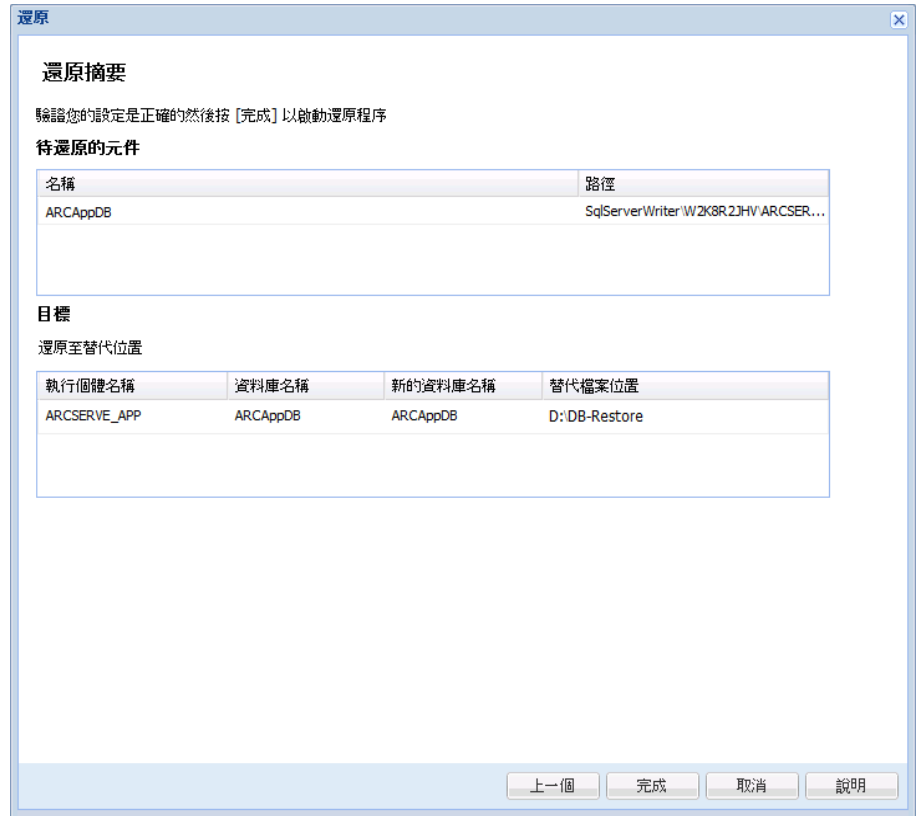 還原
還原摘要
驗證您的設定是正確的然後按 [完成] 以啟動還原程序
待還原的元件
名稱 路徑
ARCAppDB SqlServerWriter\W2K8R2JHV\ARCSER...
目標
還原至替代位置
執行個體名稱 資料庫名稱 新的資料庫名稱 替代檔案位置
ARCSERVE_APP ARCAppDB ARCAppDB D:\DB-Restore
上一個 完成 取消 說明